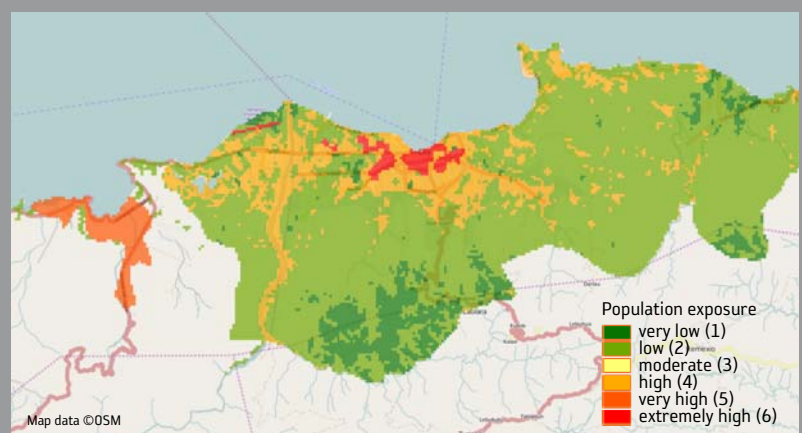 Population exposure
very low (1)
low (2)
moderate (3)
high (4)
very high (5)
extremely high (6)
Map data ©OSM